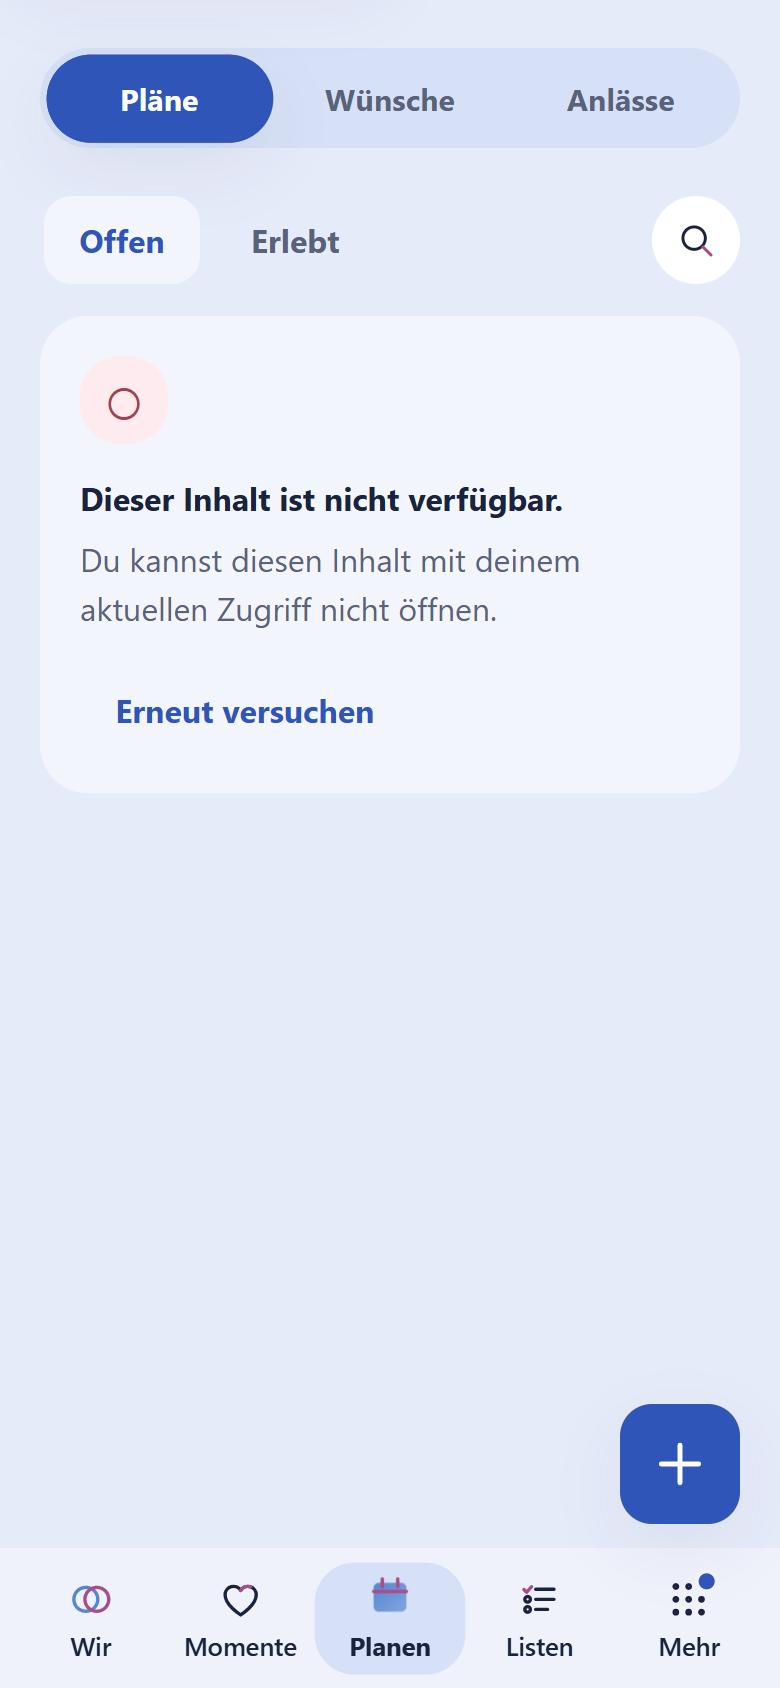 Pläne
Wünsche
Anlässe
Offen
Erlebt
Dieser Inhalt ist nicht verfügbar.
Du kannst diesen Inhalt mit deinem
aktuellen Zugriff nicht öffnen.
Erneut versuchen
Wir
Momente
Planen
Listen
Mehr